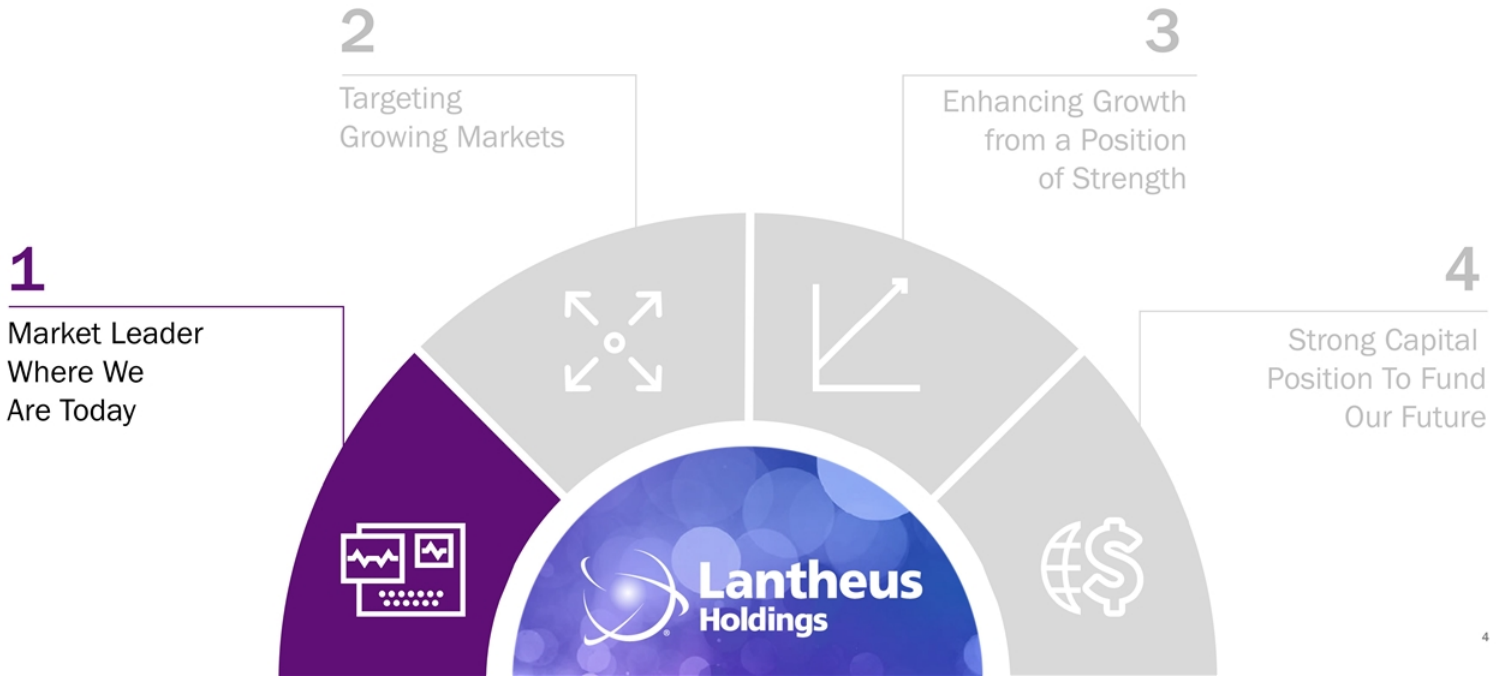 2
Targeting
Growing Markets
3
Enhancing Growth
from a Position
of Strength
1
Market Leader
Where We
Are Today
4
Strong Capital
Position To Fund
Our Future
Lantheus
Holdings
®
4